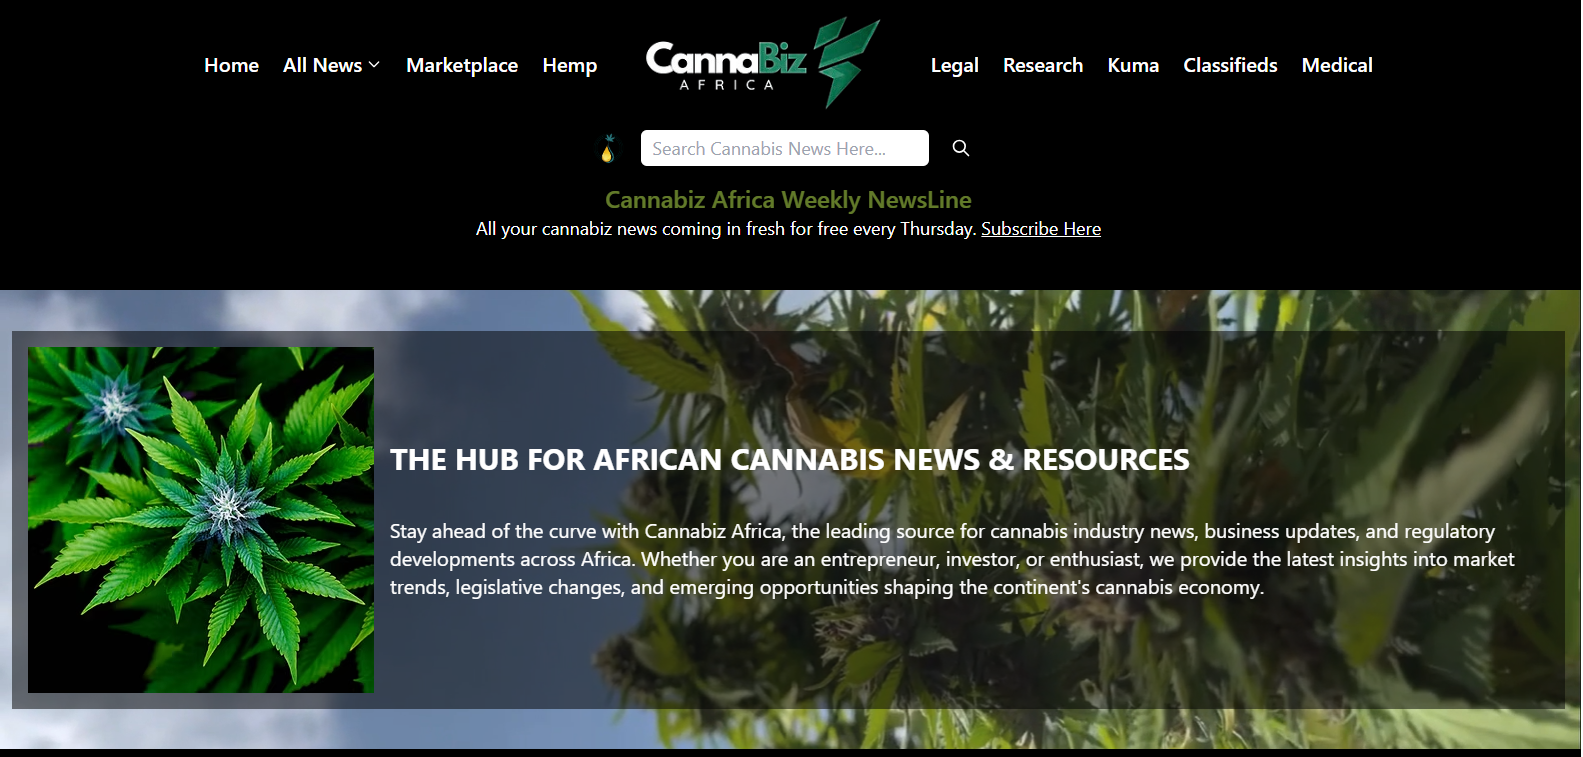 Home All News Marketplace Hemp
CannaBiz
AFRICA
Legal Research Kuma Classifieds Medical
Search Cannabis News Here...
Cannabiz Africa Weekly NewsLine
All your cannabiz news coming in fresh for free every Thursday. Subscribe Here
THE HUB FOR AFRICAN CANNABIS NEWS & RESOURCES
Stay ahead of the curve with Cannabiz Africa, the leading source for cannabis industry news, business updates, and regulatory
developments across Africa. Whether you are an entrepreneur, investor, or enthusiast, we provide the latest insights into market
trends, legislative changes, and emerging opportunities shaping the continent's cannabis economy.